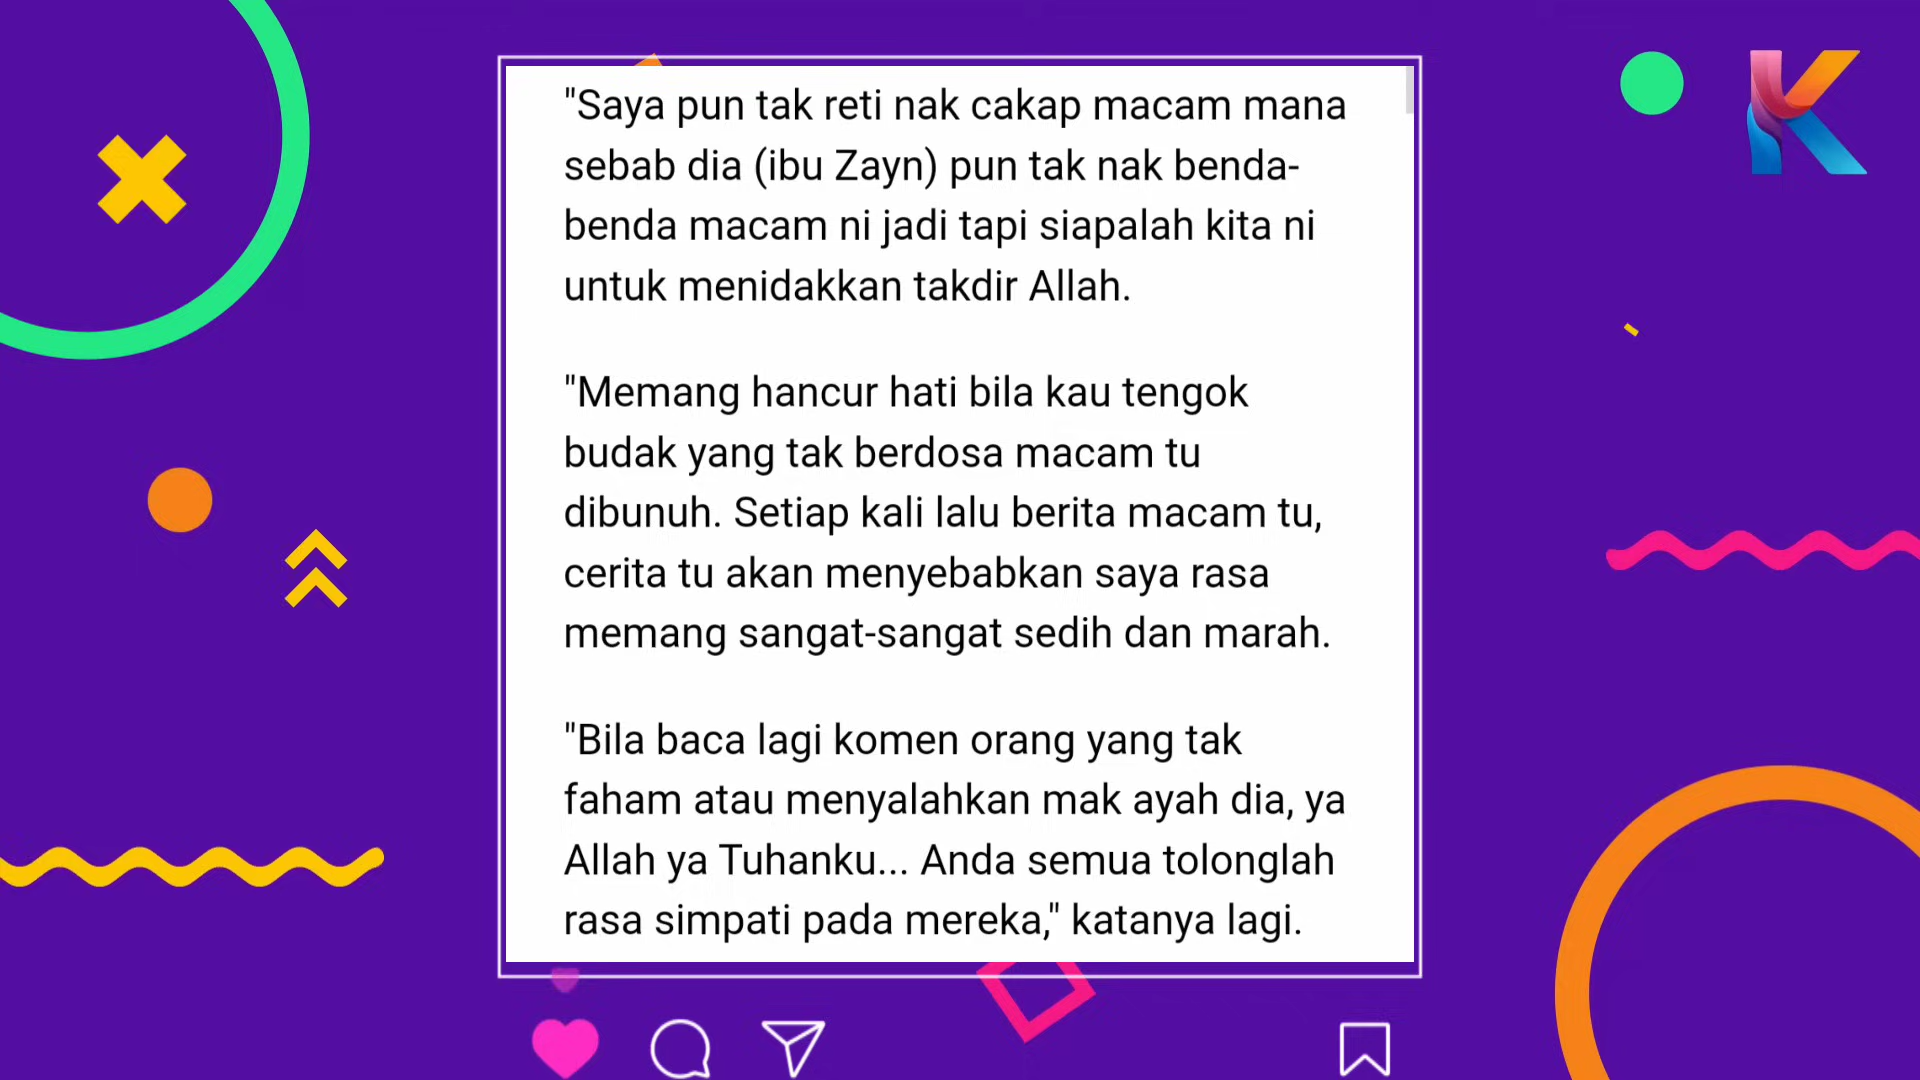 "Saya pun tak reti nak cakap macam mana
sebab dia (ibu Zayn) pun tak nak benda-
benda macam ni jadi tapi siapalah kita ni
untuk menidakkan takdir Allah.
"Memang hancur hati bila kau tengok
budak yang tak berdosa macam tu
dibunuh. Setiap kali lalu berita macam tu,
cerita tu akan menyebabkan saya rasa
memang sangat-sangat sedih dan marah.
"Bila baca lagi komen orang yang tak
faham atau menyalahkan mak ayah dia, ya
Allah ya Tuhanku... Anda semua tolonglah
rasa simpati pada mereka," katanya lagi.
K